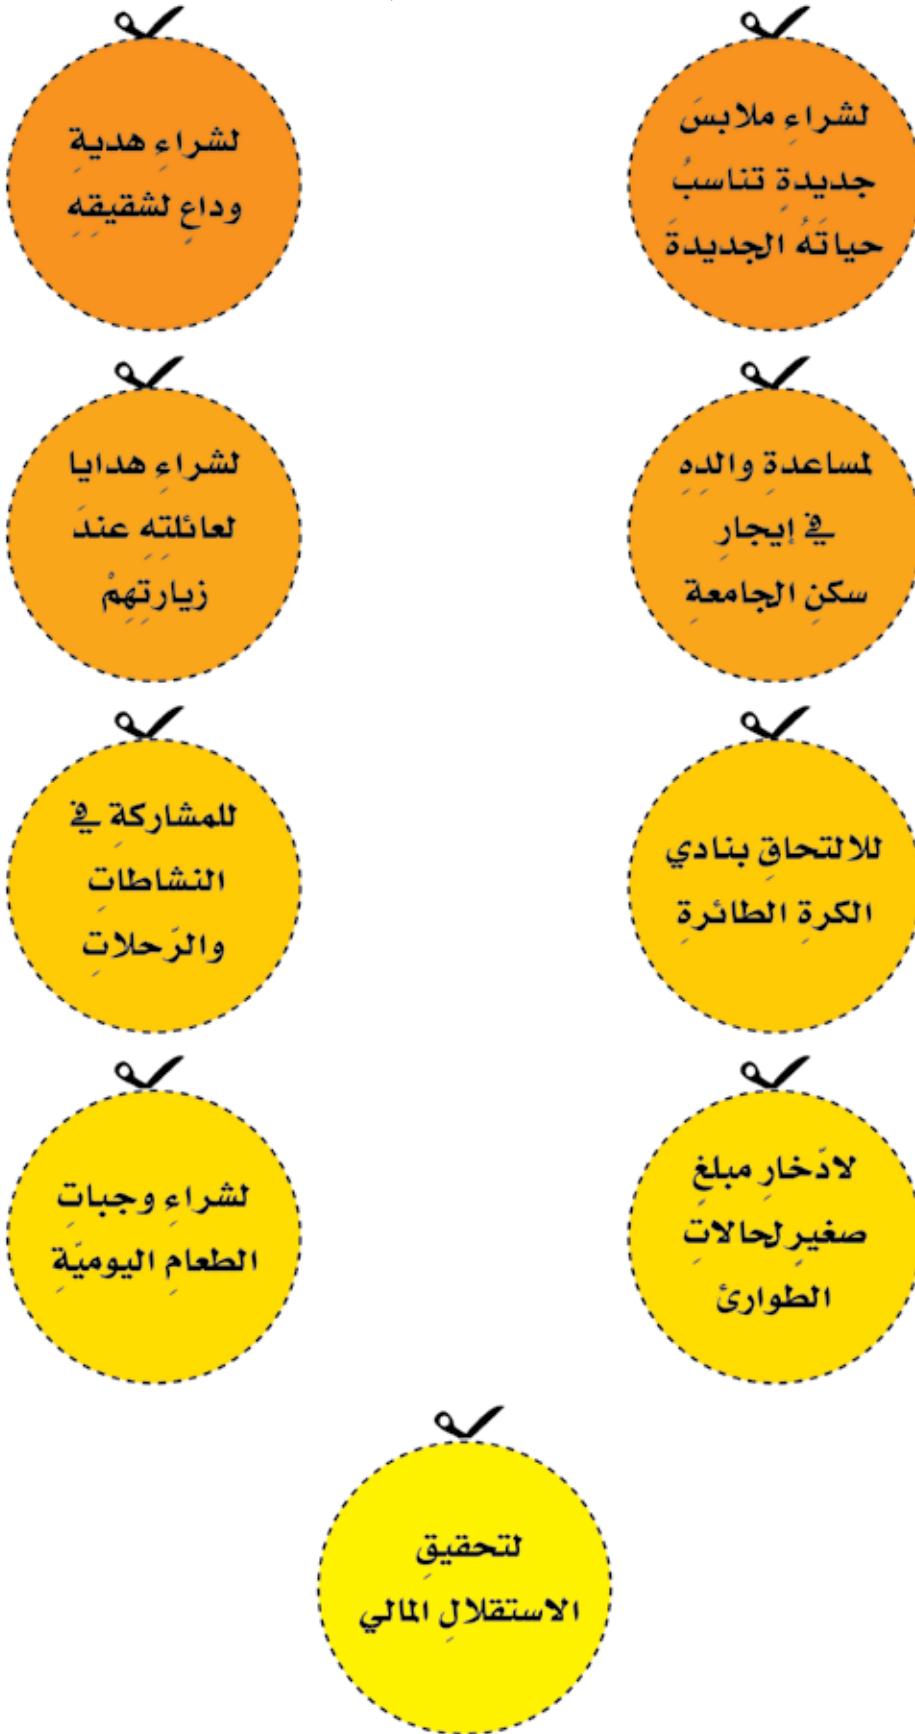 لشراءِ ملابسَ
جديدةٍ تناسبُ
حياتَهُ الجديدةَ
لشراءِ هديةِ
وداعٍ لشقيقِهِ
لمساعدةِ والدِهِ
في إيجارِ
سكنِ الجامعةِ
لشراءِ هدايا
لعائلتِهِ عندَ
زيارتِهِمْ
للالتحاقِ بنادي
الكرةِ الطائرةِ
للمشاركةِ في
النشاطاتِ
والرّحلاتِ
لادّخارِ مبلغٍ
صغيرٍ لحالاتِ
الطوارئ
لشراءِ وجباتِ
الطعامِ اليوميّةِ
لتحقيقِ
الاستقلالِ المالي